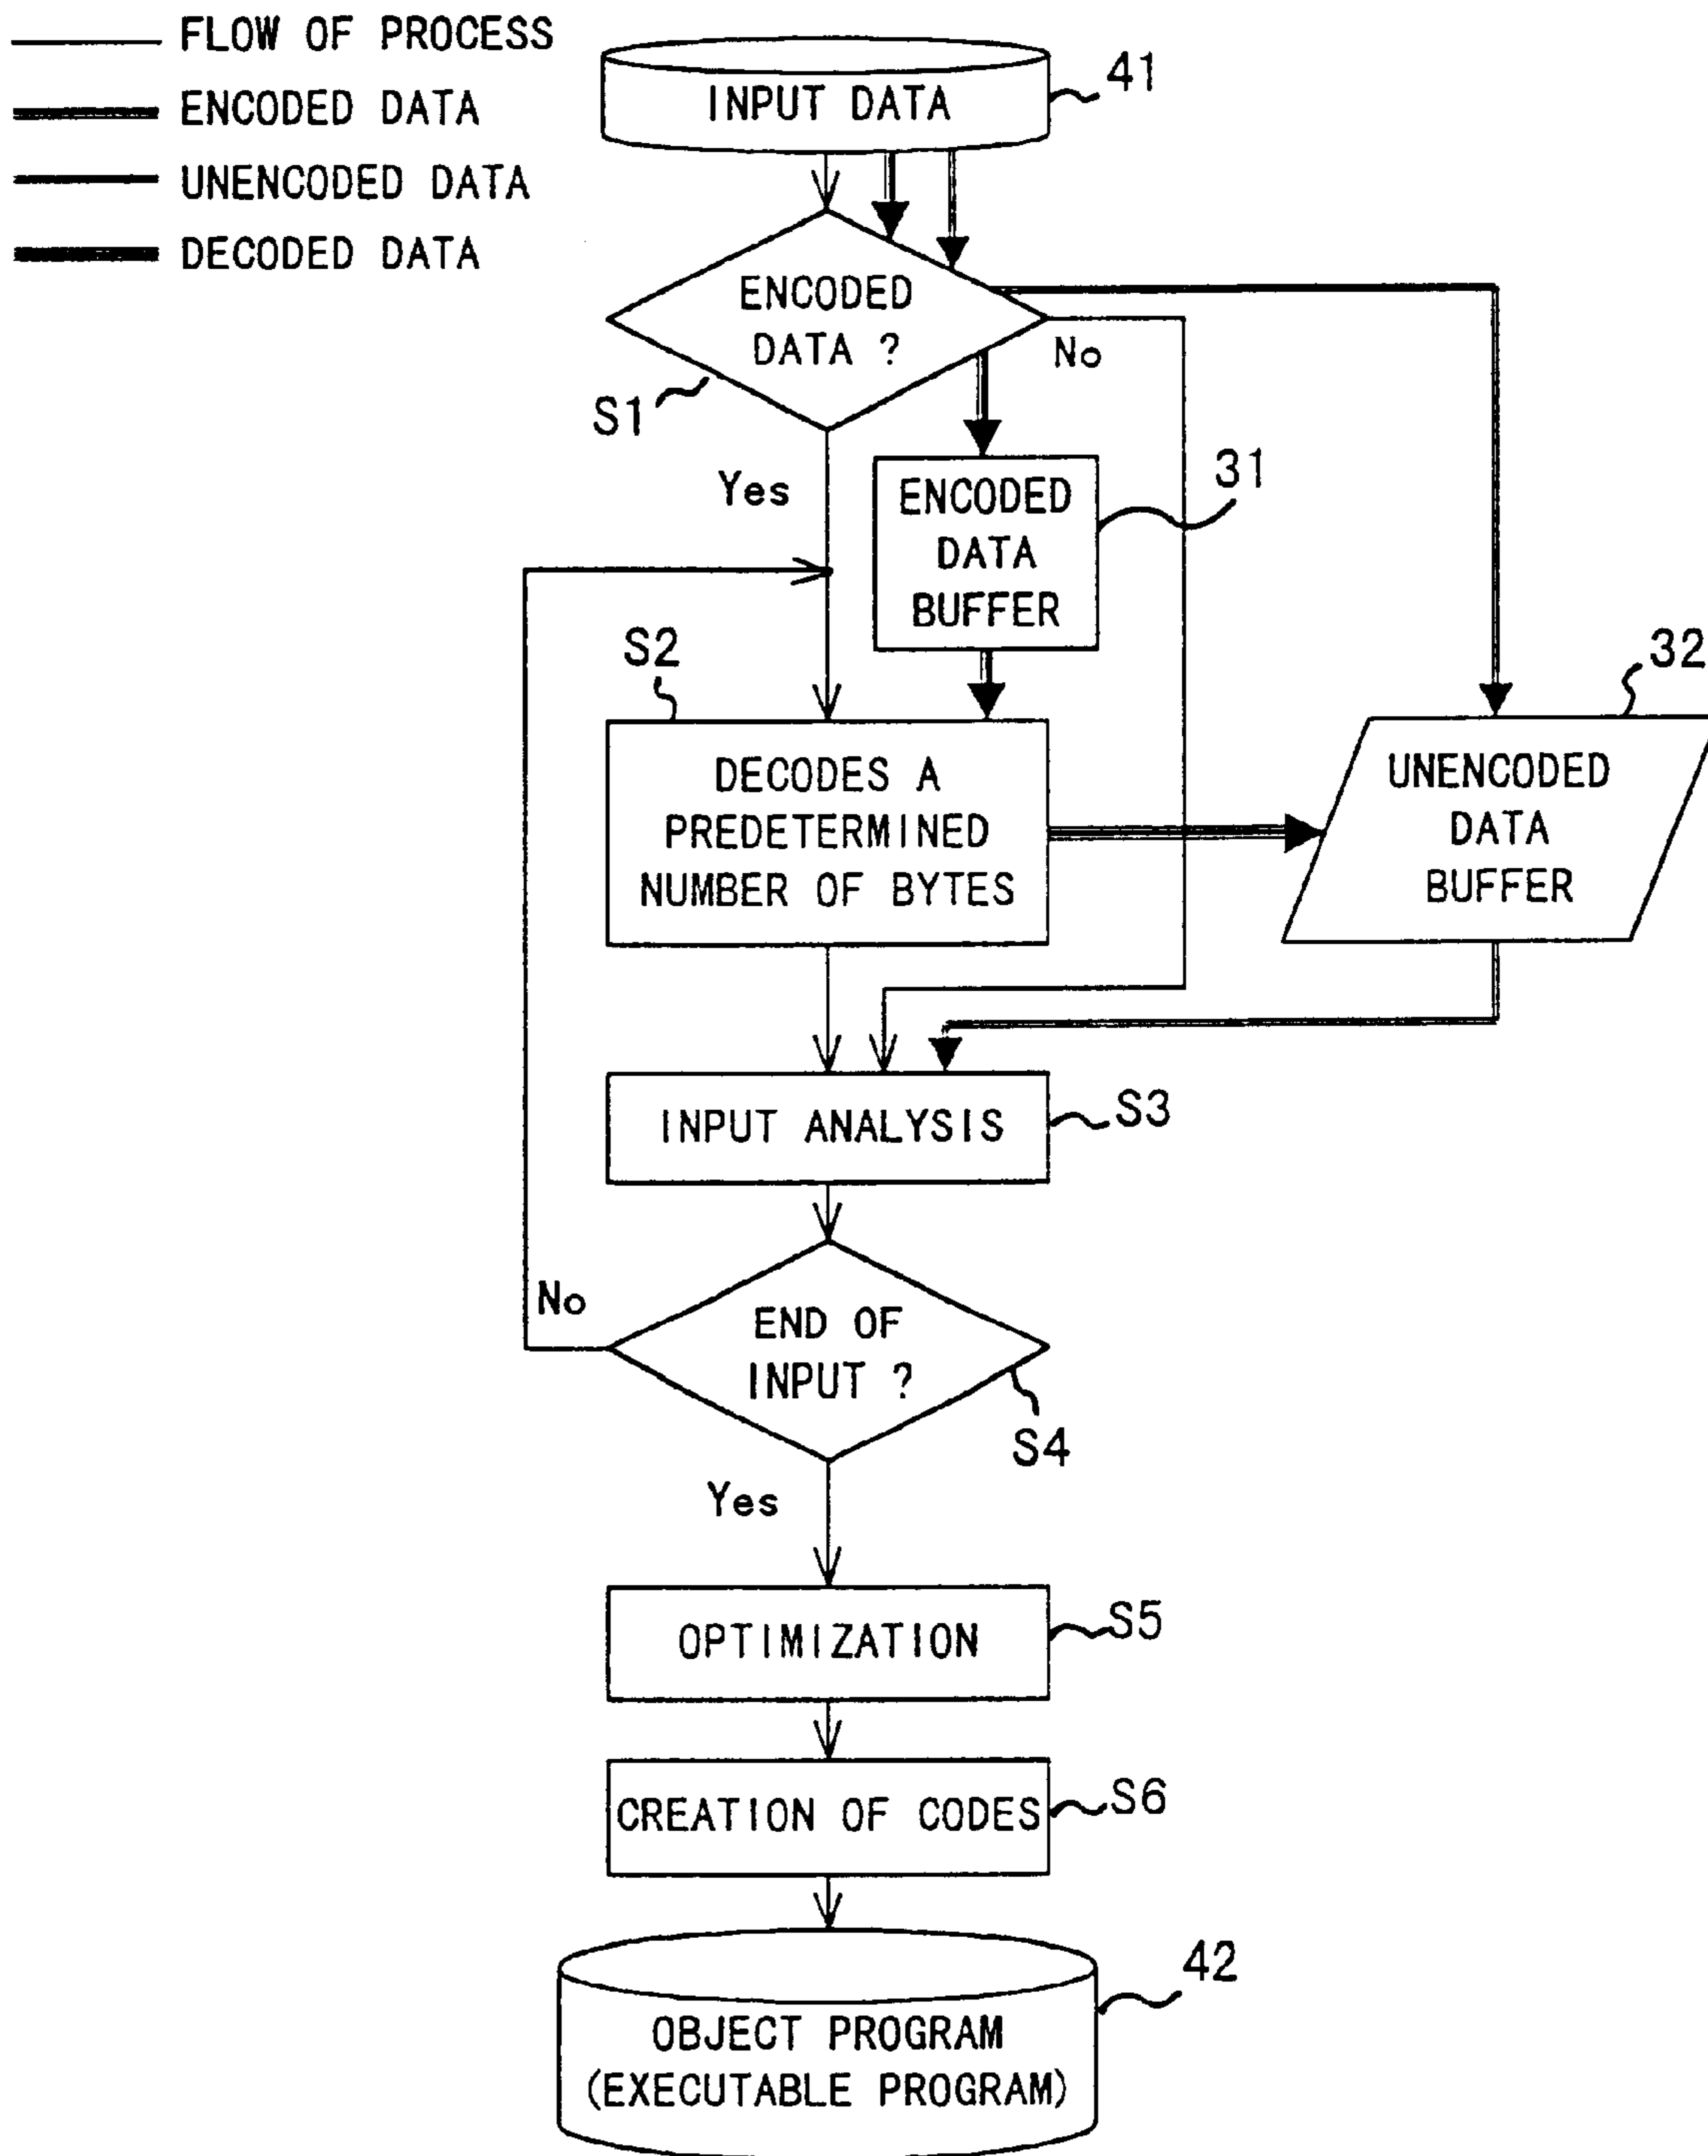 FLOW OF PROCESS
ENCODED DATA
UNENCODED DATA
DECODED DATA
INPUT DATA
41
ENCODED
DATA ?
No
S1
Yes
31
ENCODED
DATA
BUFFER
S2
32
DECODES A
PREDETERMINED
NUMBER OF BYTES
UNENCODED
DATA
BUFFER
INPUT ANALYSIS
S3
No
END OF
INPUT ?
S4
Yes
OPTIMIZATION
S5
CREATION OF CODES
S6
42
OBJECT PROGRAM
(EXECUTABLE PROGRAM)